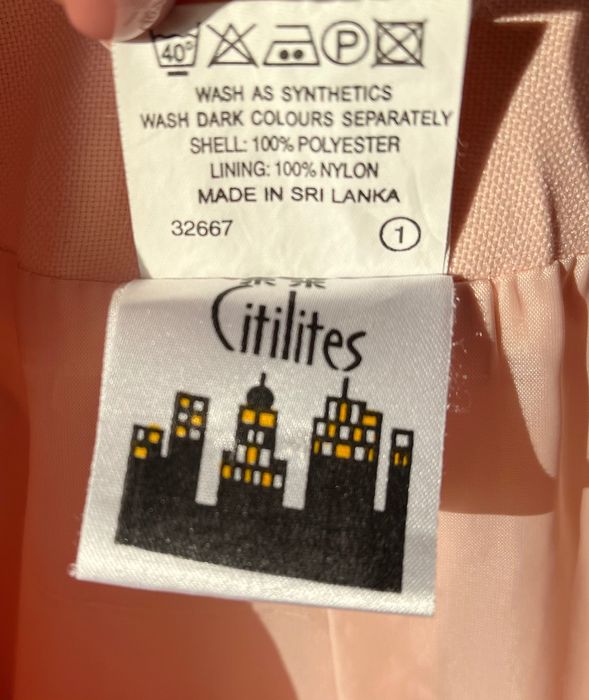 40°
P
WASH AS SYNTHETICS
WASH DARK COLOURS SEPARATELY
SHELL: 100% POLYESTER
LINING: 100% NYLON
MADE IN SRI LANKA
32667 1
Citilites